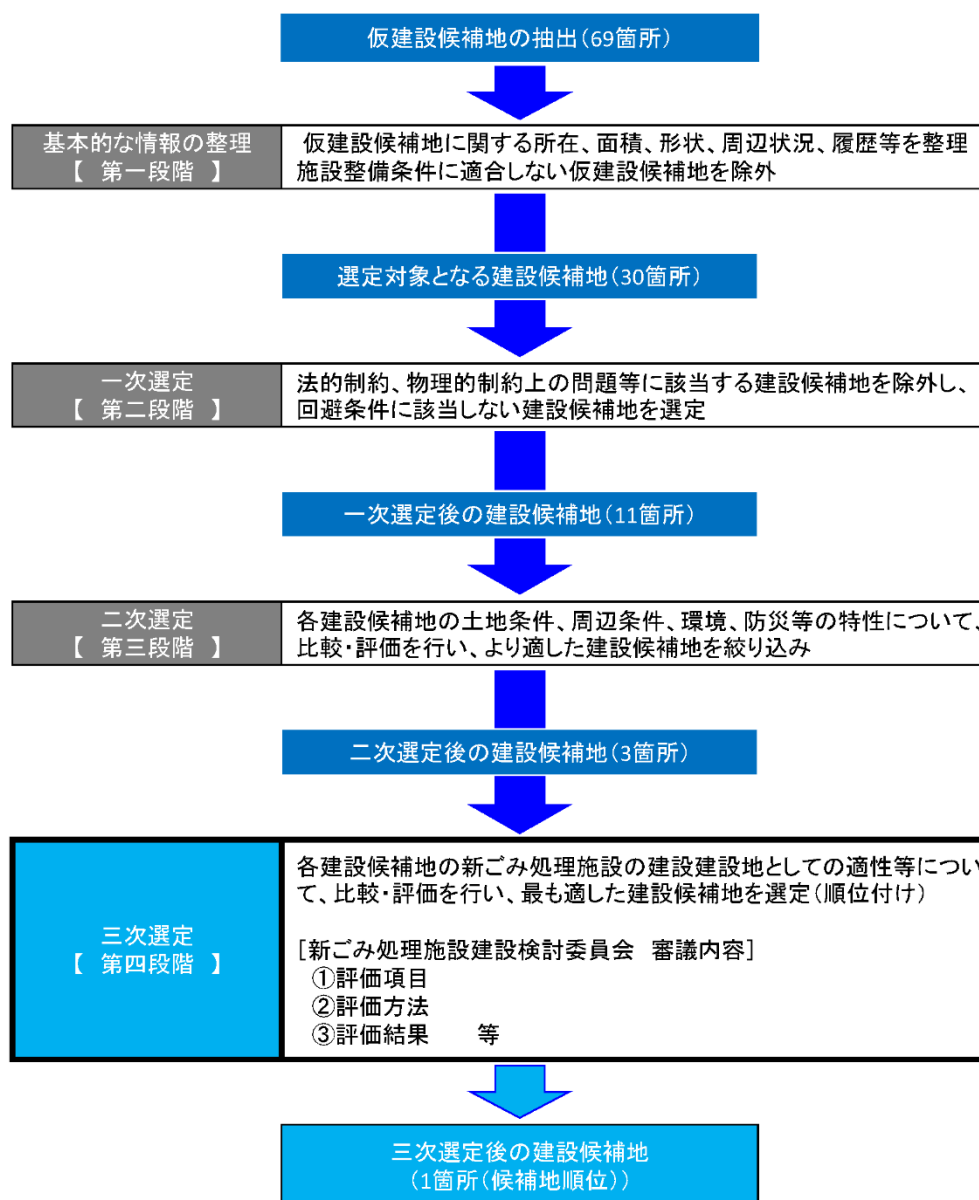 仮建設候補地の抽出(69箇所)
基本的な情報の整理
【 第一段階 】
仮建設候補地に関する所在、面積、形状、周辺状況、履歴等を整理
施設整備条件に適合しない仮建設候補地を除外
選定対象となる建設候補地(30箇所)
一次選定
【 第二段階 】
法的制約、物理的制約上の問題等に該当する建設候補地を除外し、
回避条件に該当しない建設候補地を選定
一次選定後の建設候補地(11箇所)
二次選定
【 第三段階 】
各建設候補地の土地条件、周辺条件、環境、防災等の特性について、
比較・評価を行い、より適した建設候補地を絞り込み
二次選定後の建設候補地(3箇所)
三次選定
【 第四段階 】
各建設候補地の新ごみ処理施設の建設建設地としての適性等につい
て、比較・評価を行い、最も適した建設候補地を選定(順位付け)
[新ごみ処理施設建設検討委員会 審議内容]
①評価項目
②評価方法
③評価結果 等
三次選定後の建設候補地
(1箇所(候補地順位))